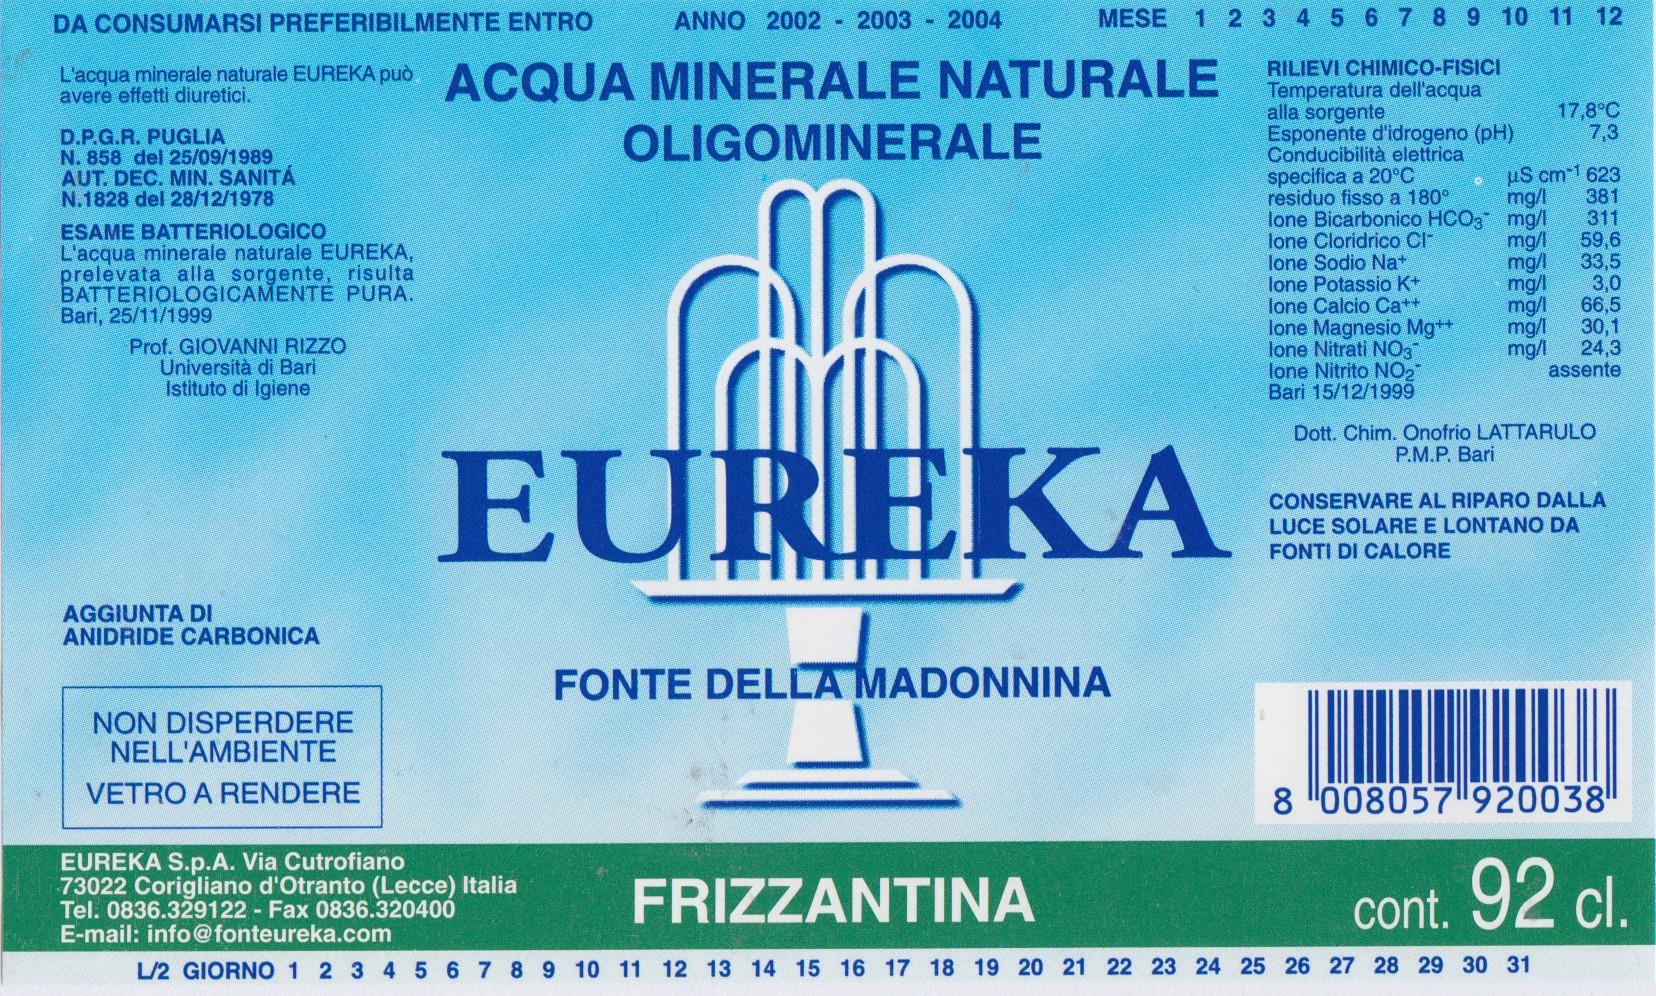 DA CONSUMARSI PREFERIBILMENTE ENTRO ANNO 2002 - 2003 - 2004 MESE 1 2 3 4 5 6 7 8 9 10 11 12
L'acqua minerale naturale EUREKA può
avere effetti diuretici.
D.P.G.R. PUGLIA
N. 858 del 25/09/1989
AUT. DEC. MIN. SANITÁ
N.1828 del 28/12/1978
ESAME BATTERIOLOGICO
L'acqua minerale naturale EUREKA,
prelevata alla sorgente, risulta
BATTERIOLOGICAMENTE PURA.
Bari, 25/11/1999
Prof. GIOVANNI RIZZO
Università di Bari
Istituto di Igiene
AGGIUNTA DI
ANIDRIDE CARBONICA
NON DISPERDERE
NELL'AMBIENTE
VETRO A RENDERE
ACQUA MINERALE NATURALE
OLIGOMINERALE
EUREKA
FONTE DELLA MADONNINA
RILIEVI CHIMICO-FISICI
Temperatura dell'acqua
alla sorgente 17,8°C
Esponente d'idrogeno (pH) 7,3
Conducibilità elettrica
specifica a 20°C µS cm-1 623
residuo fisso a 180° mg/l 381
Ione Bicarbonico HCO3- mg/l 311
Ione Cloridrico Cl- mg/l 59,6
Ione Sodio Na+ mg/l 33,5
Ione Potassio K+ mg/l 3,0
Ione Calcio Ca++ mg/l 66,5
Ione Magnesio Mg++ mg/l 30,1
Ione Nitrati NO3- mg/l 24,3
Ione Nitrito NO2- assente
Bari 15/12/1999
Dott. Chim. Onofrio LATTARULO
P.M.P. Bari
CONSERVARE AL RIPARO DALLA
LUCE SOLARE E LONTANO DA
FONTI DI CALORE
8 008057 920038
EUREKA S.p.A. Via Cutrofiano
73022 Corigliano d'Otranto (Lecce) Italia
Tel. 0836.329122 - Fax 0836.320400
E-mail: info@fonteureka.com
FRIZZANTINA
cont. 92 cl.
L/2 GIORNO 1 2 3 4 5 6 7 8 9 10 11 12 13 14 15 16 17 18 19 20 21 22 23 24 25 26 27 28 29 30 31